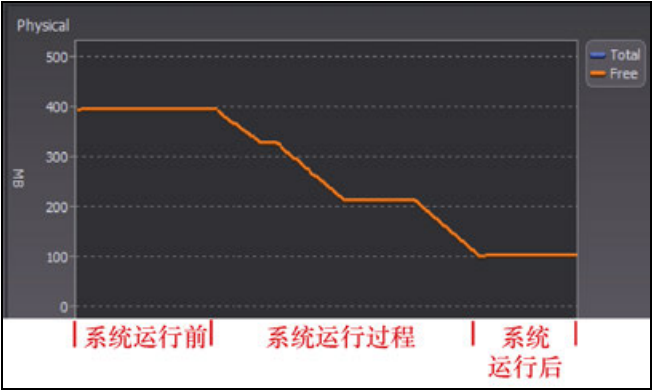 Physical
500
400
300
200
100
0
MB
Total
Free
系统运行前
系统运行过程
系统
运行后